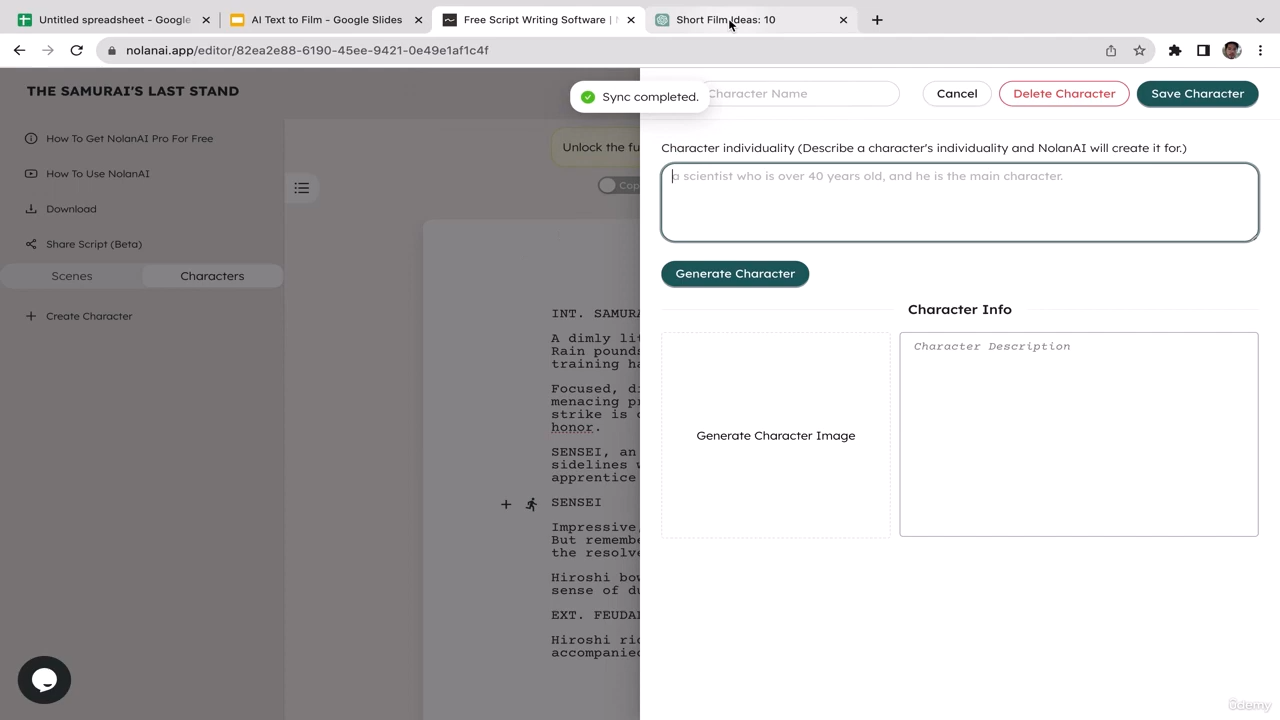 Untitled spreadsheet - Google
AI Text to Film - Google Slides
Free Script Writing Software |
Short Film Ideas: 10
nolanai.app/editor/82ea2e88-6190-45ee-9421-0e49e1af1c4f
THE SAMURAI'S LAST STAND
Sync completed.
Character Name
Cancel
Delete Character
Save Character
How To Get NolanAI Pro For Free
How To Use NolanAI
Download
Share Script (Beta)
Scenes
Characters
Create Character
Unlock the fu
Cop
Character individuality (Describe a character's individuality and NolanAI will create it for.)
a scientist who is over 40 years old, and he is the main character.
Generate Character
Character Info
Generate Character Image
Character Description
INT. SAMURA
A dimly lit
Rain pounds
training ha
Focused, di
menacing pr
strike is c
honor.
SENSEI, an
sidelines w
apprentice
SENSEI
Impressive,
But remembe
the resolve
Hiroshi bow
sense of du
EXT. FEUDAL
Hiroshi rid
accompanied
ûdemy